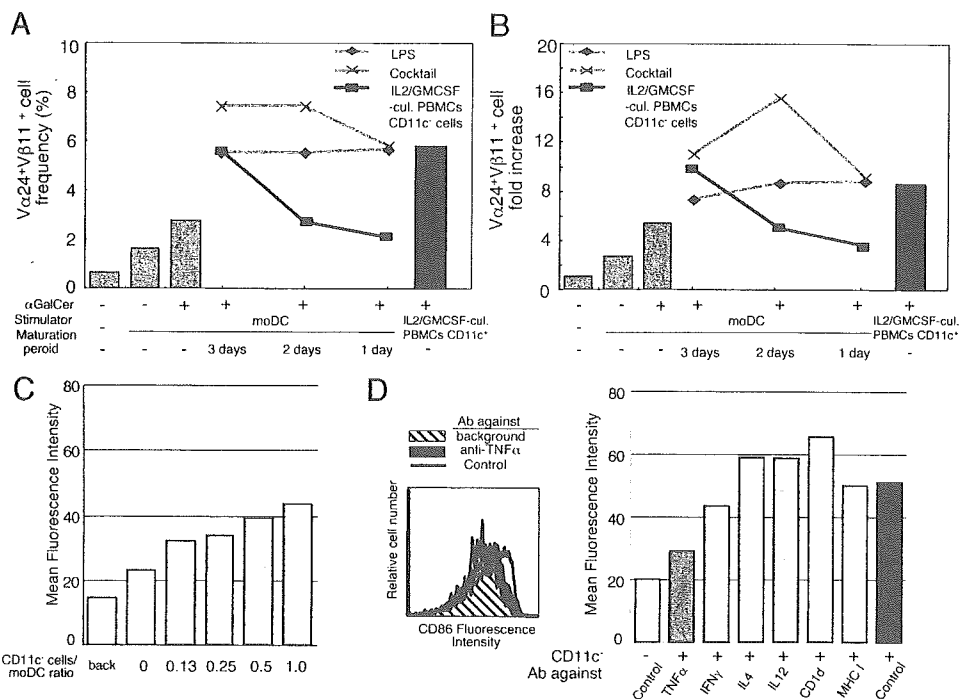 A
10
8
6
4
2
0
Vα24+Vβ11 + cell
frequency (%)
LPS
Cocktail
IL2/GMCSF
-cul. PBMCs
CD11c- cells
αGalCer - - + + + + +
Stimulator - moDC IL2/GMCSF-cul.
PBMCs CD11c+
Maturation
peroid - - - 3 days 2 days 1 day -
B
20
16
12
8
4
0
Vα24+Vβ11 + cell
fold increase
LPS
Cocktail
IL2/GMCSF
-cul. PBMCs
CD11c- cells
- - + + + + +
- moDC IL2/GMCSF-cul.
PBMCs CD11c+
- - - 3 days 2 days 1 day -
C
80
60
40
20
0
Mean Fluorescence Intensity
CD11c- cells/
moDC ratio
back 0 0.13 0.25 0.5 1.0
D
Ab against
background
anti-TNFα
Control
Relative cell number
CD86 Fluorescence
Intensity
80
60
40
20
0
Mean Fluorescence Intensity
CD11c- - + + + + + + +
Ab against Control TNFα IFNγ IL4 IL12 CD1d MHC I Control